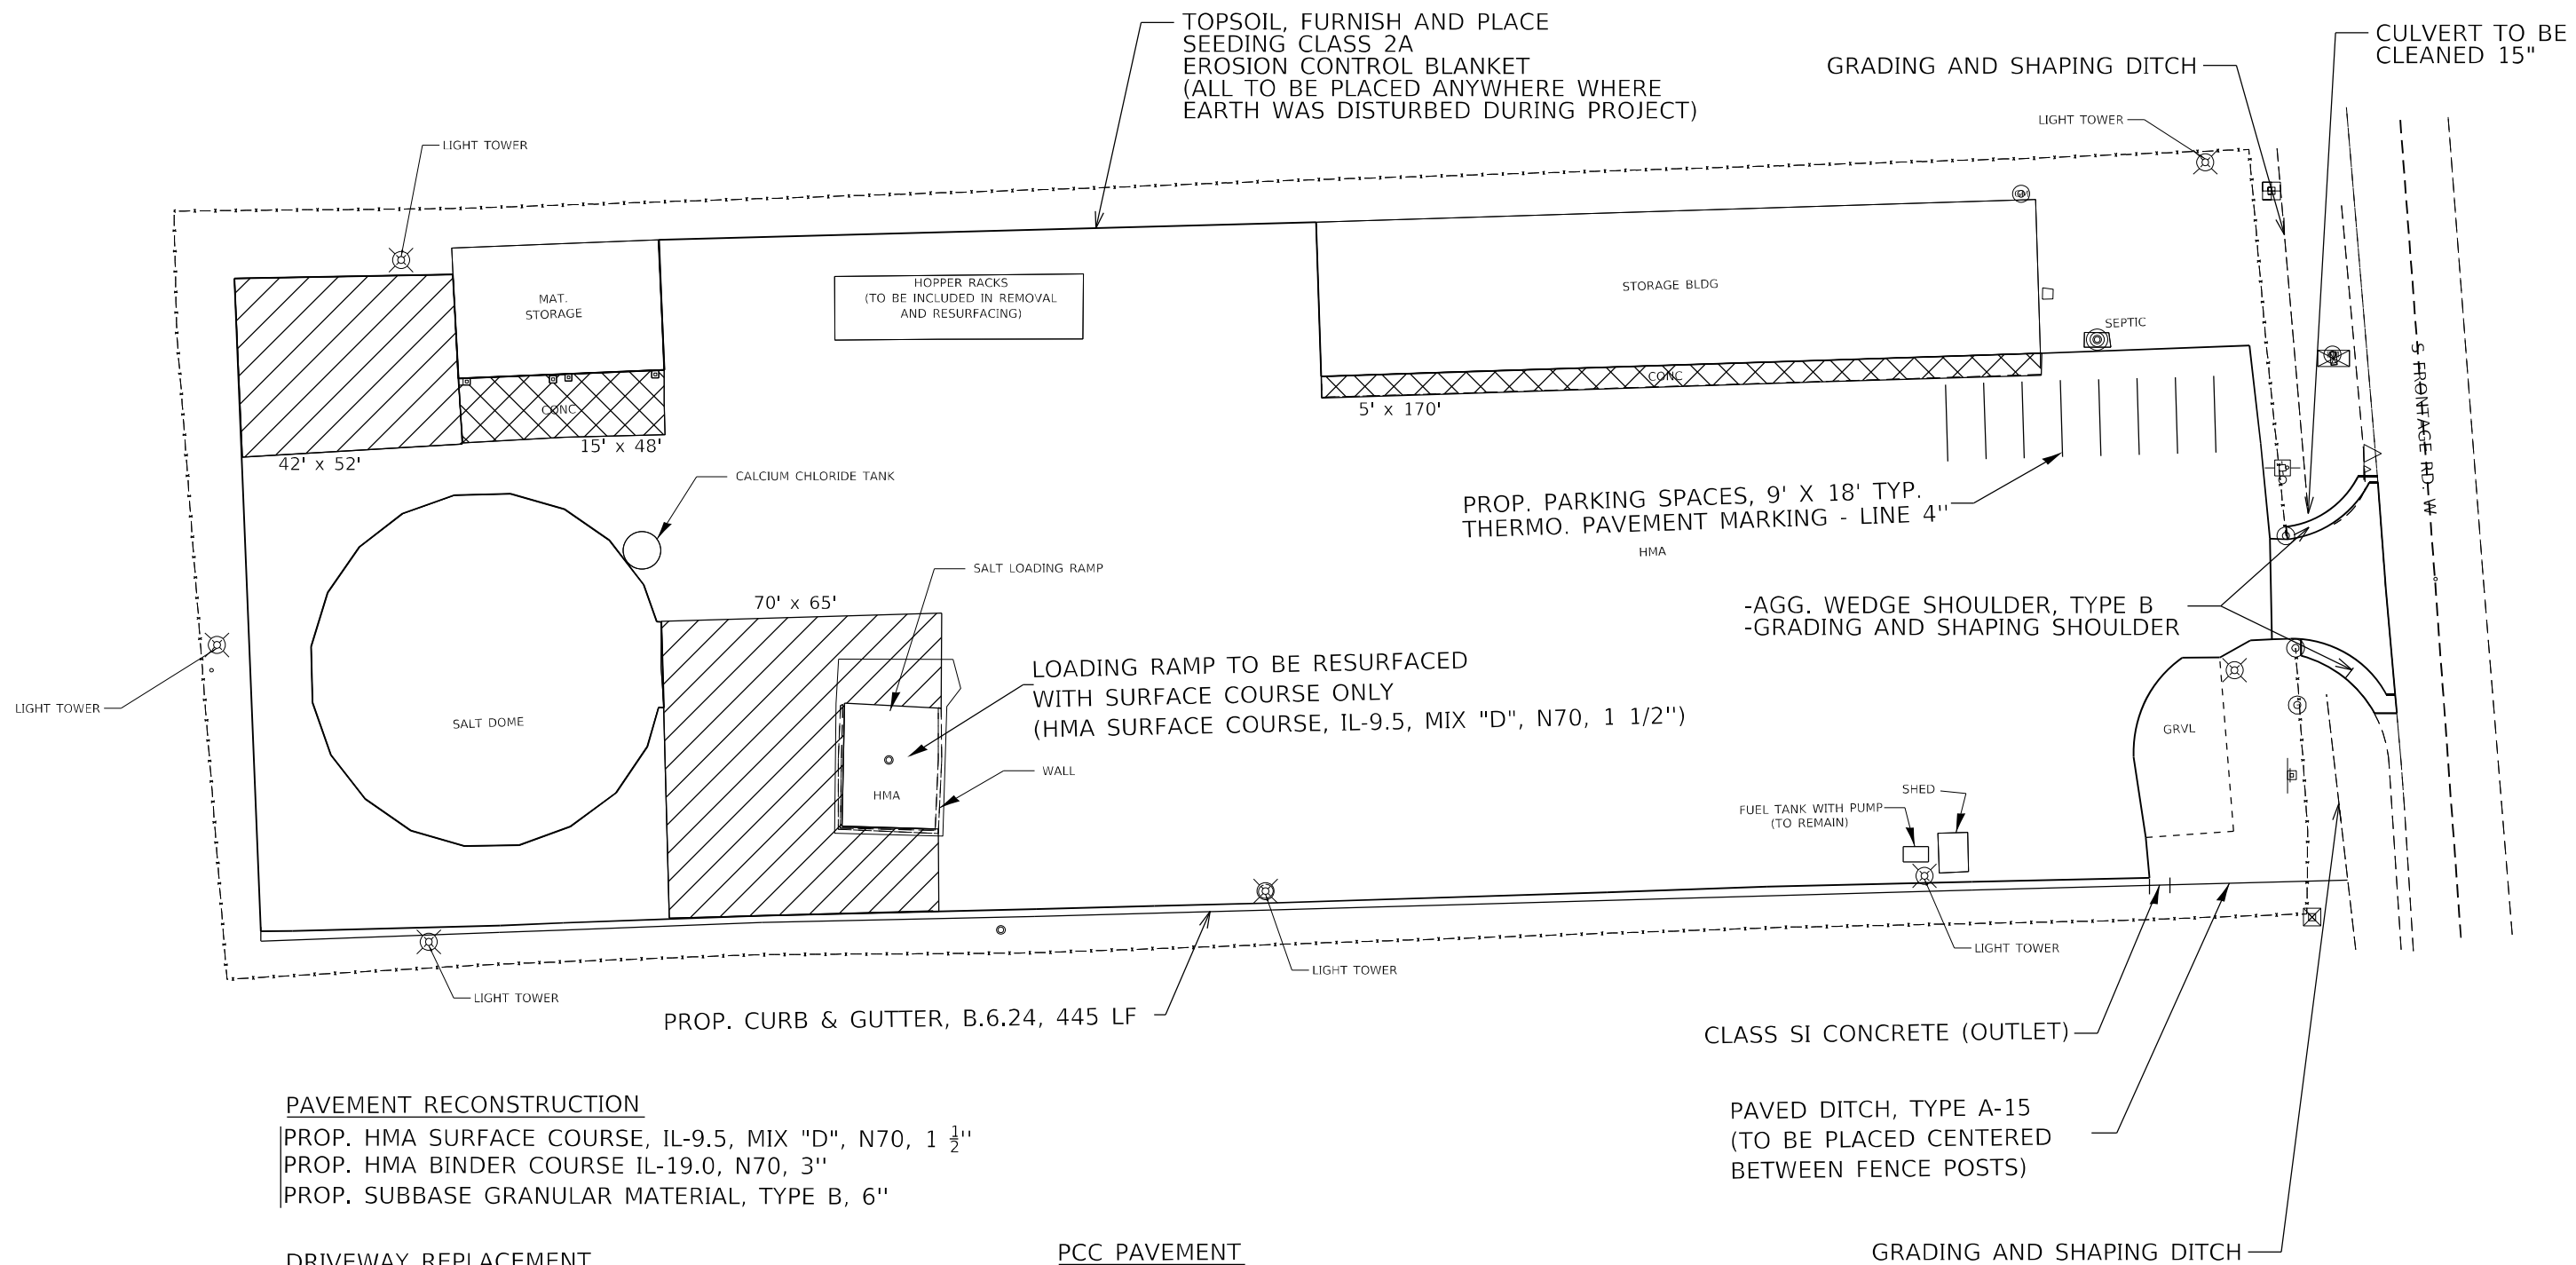 TOPSOIL, FURNISH AND PLACE
SEEDING CLASS 2A
EROSION CONTROL BLANKET
(ALL TO BE PLACED ANYWHERE WHERE
EARTH WAS DISTURBED DURING PROJECT)
CULVERT TO BE
CLEANED 15"
GRADING AND SHAPING DITCH
LIGHT TOWER
LIGHT TOWER
HOPPER RACKS
(TO BE INCLUDED IN REMOVAL
AND RESURFACING)
MAT.
STORAGE
STORAGE BLDG
SEPTIC
CONC
CONC
5' x 170'
15' x 48'
42' x 52'
S FRONTAGE RD. W
CALCIUM CHLORIDE TANK
PROP. PARKING SPACES, 9' X 18' TYP.
THERMO. PAVEMENT MARKING - LINE 4''
HMA
SALT LOADING RAMP
70' x 65'
-AGG. WEDGE SHOULDER, TYPE B
-GRADING AND SHAPING SHOULDER
LOADING RAMP TO BE RESURFACED
WITH SURFACE COURSE ONLY
(HMA SURFACE COURSE, IL-9.5, MIX "D", N70, 1 1/2'')
LIGHT TOWER
SALT DOME
GRVL
WALL
HMA
SHED
FUEL TANK WITH PUMP
(TO REMAIN)
LIGHT TOWER
LIGHT TOWER
LIGHT TOWER
PROP. CURB & GUTTER, B.6.24, 445 LF
CLASS SI CONCRETE (OUTLET)
PAVEMENT RECONSTRUCTION
PROP. HMA SURFACE COURSE, IL-9.5, MIX "D", N70, 1 1/2''
PROP. HMA BINDER COURSE IL-19.0, N70, 3''
PROP. SUBBASE GRANULAR MATERIAL, TYPE B, 6''
PAVED DITCH, TYPE A-15
(TO BE PLACED CENTERED
BETWEEN FENCE POSTS)
DRIVEWAY REPLACEMENT
PCC PAVEMENT
GRADING AND SHAPING DITCH